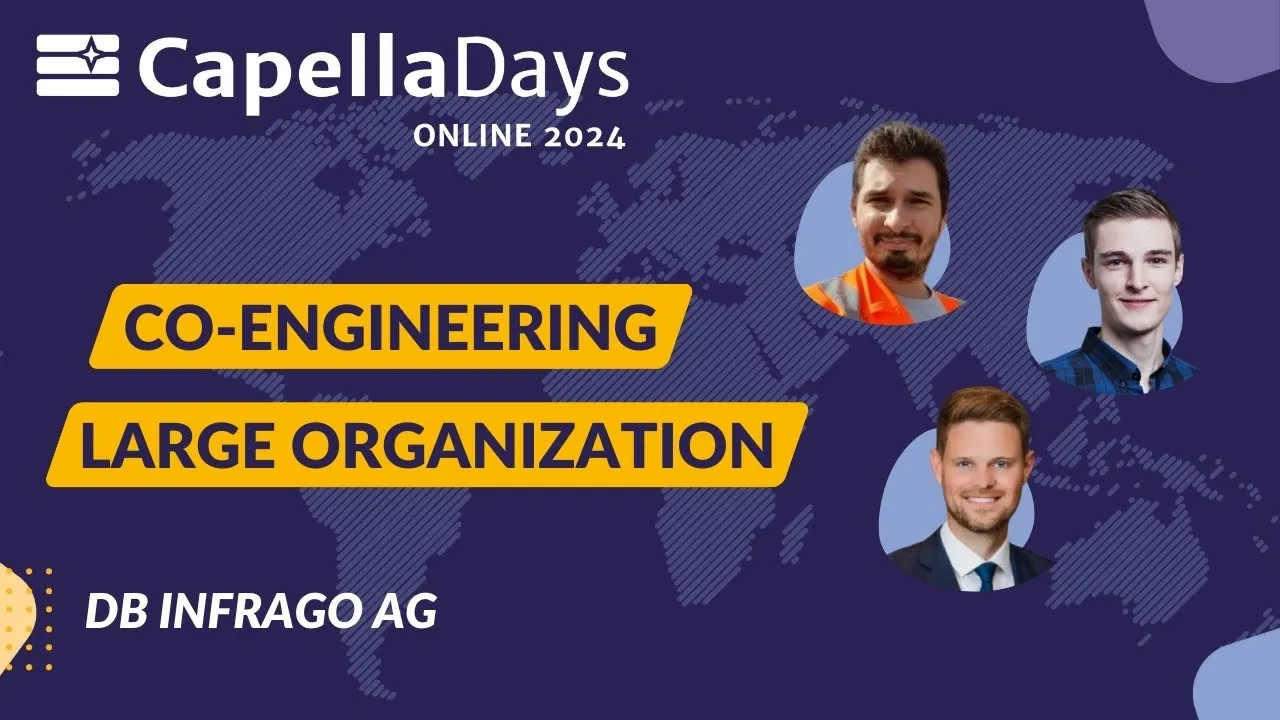 CapellaDays
ONLINE 2024
CO-ENGINEERING
LARGE ORGANIZATION
DB INFRAGO AG